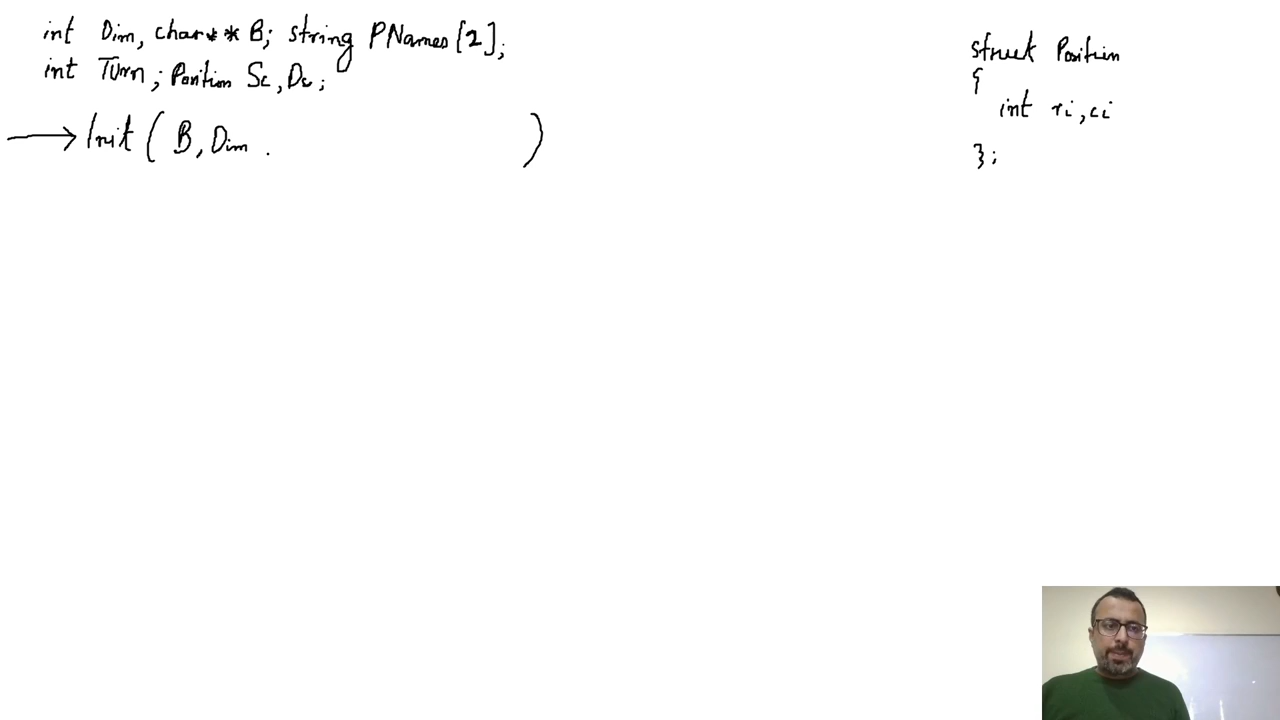 int Dim, char** B; string PNames[2];
int Turn; Position Sc, Dc;
→ Init( B, Dim . )
struct Position
{
int ri, ci
};